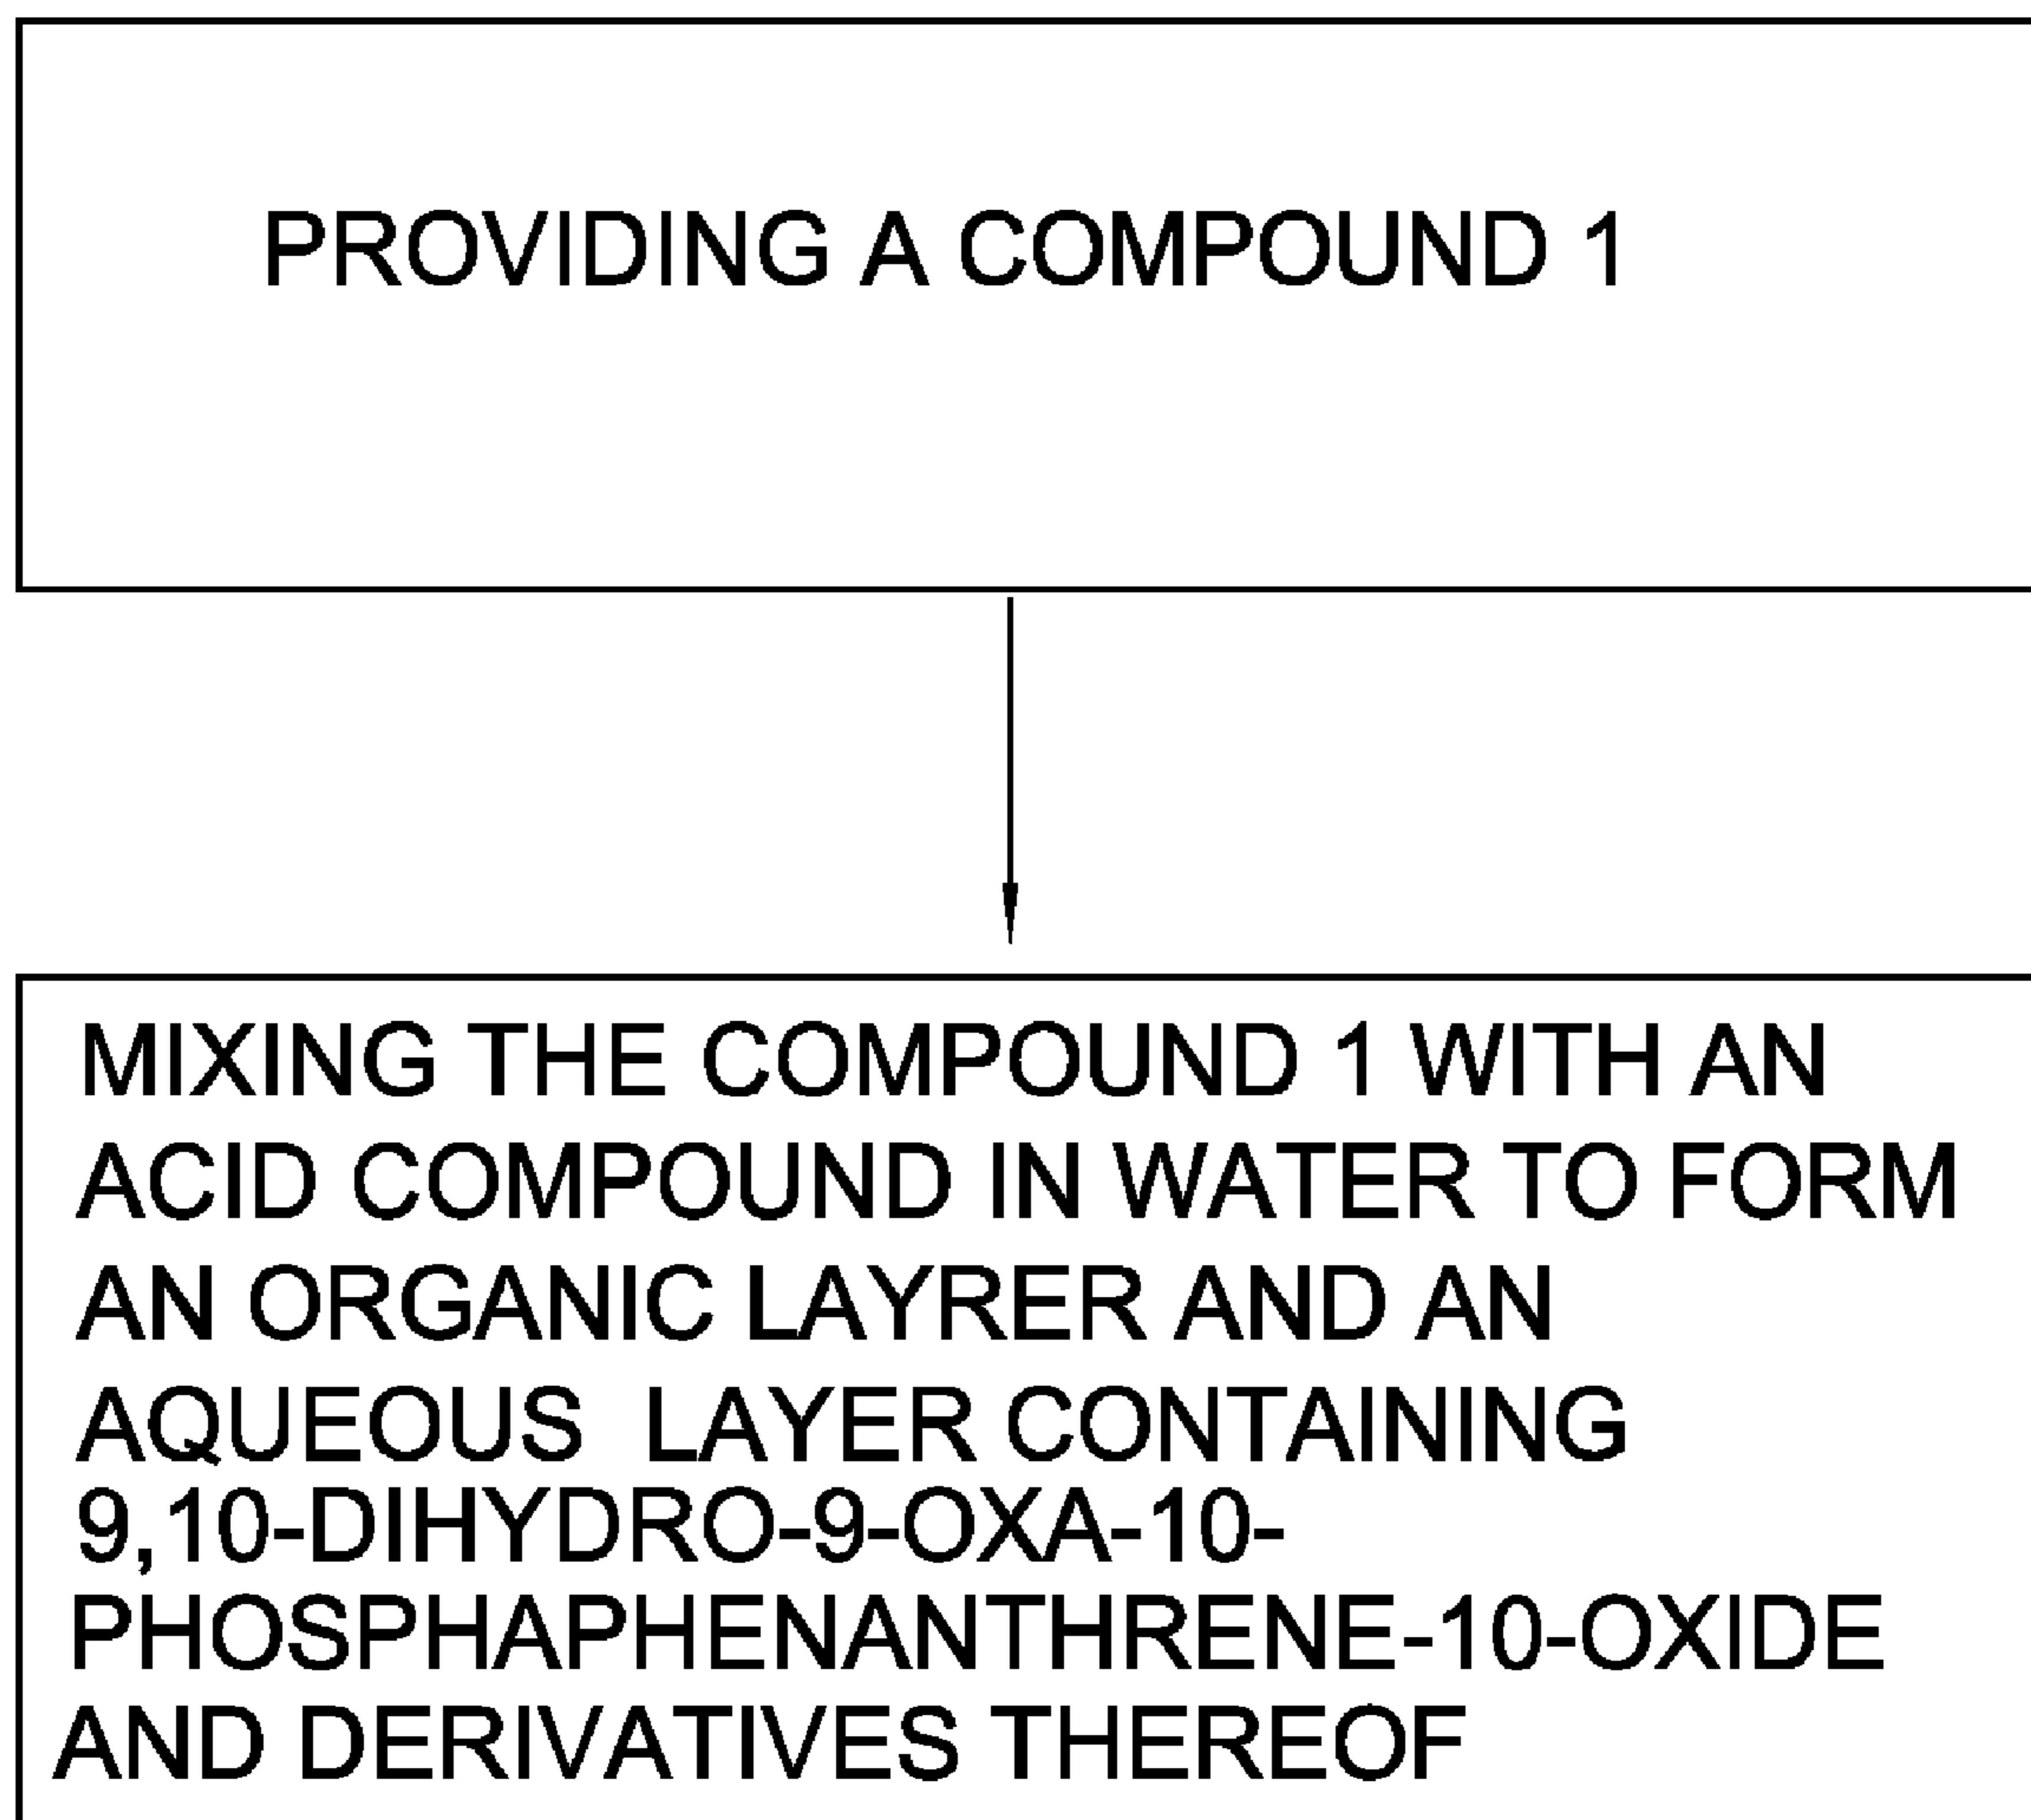 PROVIDING A COMPOUND 1
MIXING THE COMPOUND 1 WITH AN
ACID COMPOUND IN WATER TO FORM
AN ORGANIC LAYRER AND AN
AQUEOUS LAYER CONTAINING
9,10-DIHYDRO-9-OXA-10-
PHOSPHAPHENANTHRENE-10-OXIDE
AND DERIVATIVES THEREOF